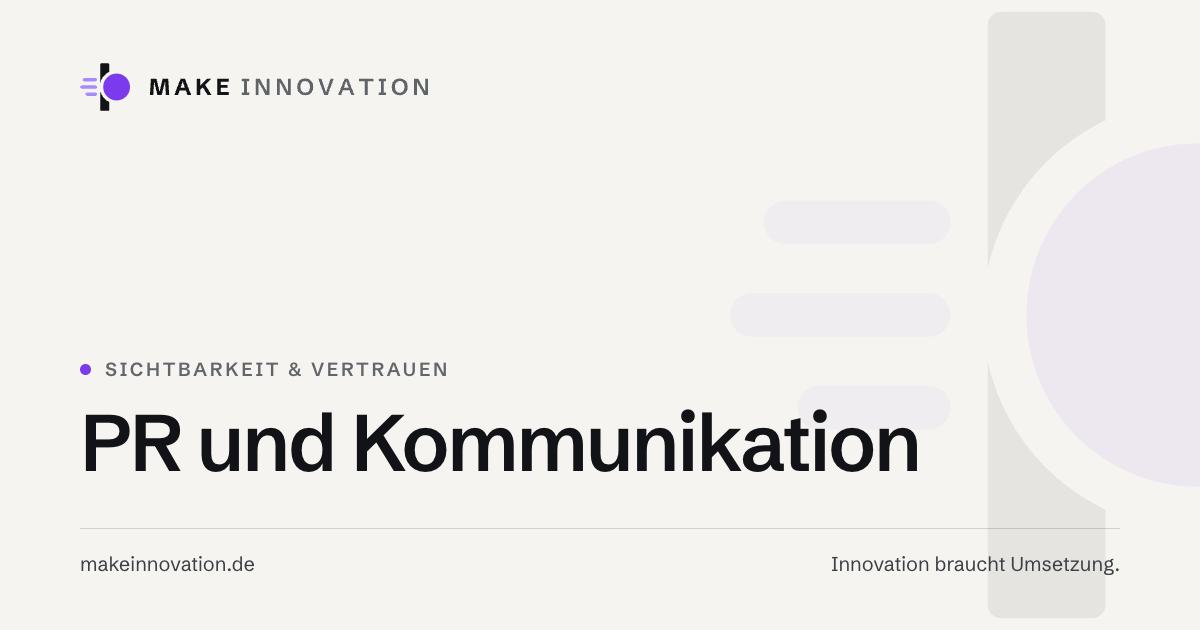 MAKE INNOVATION
SICHTBARKEIT & VERTRAUEN
PR und Kommunikation
makeinnovation.de
Innovation braucht Umsetzung.